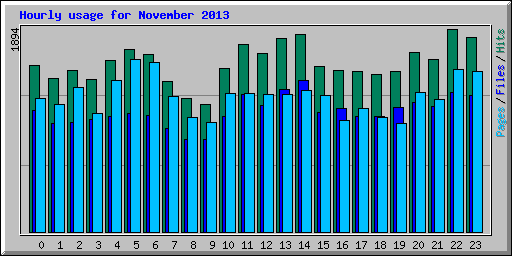 Hourly usage for November 2013
1894
Pages / Files / Hits
0 1 2 3 4 5 6 7 8 9 10 11 12 13 14 15 16 17 18 19 20 21 22 23